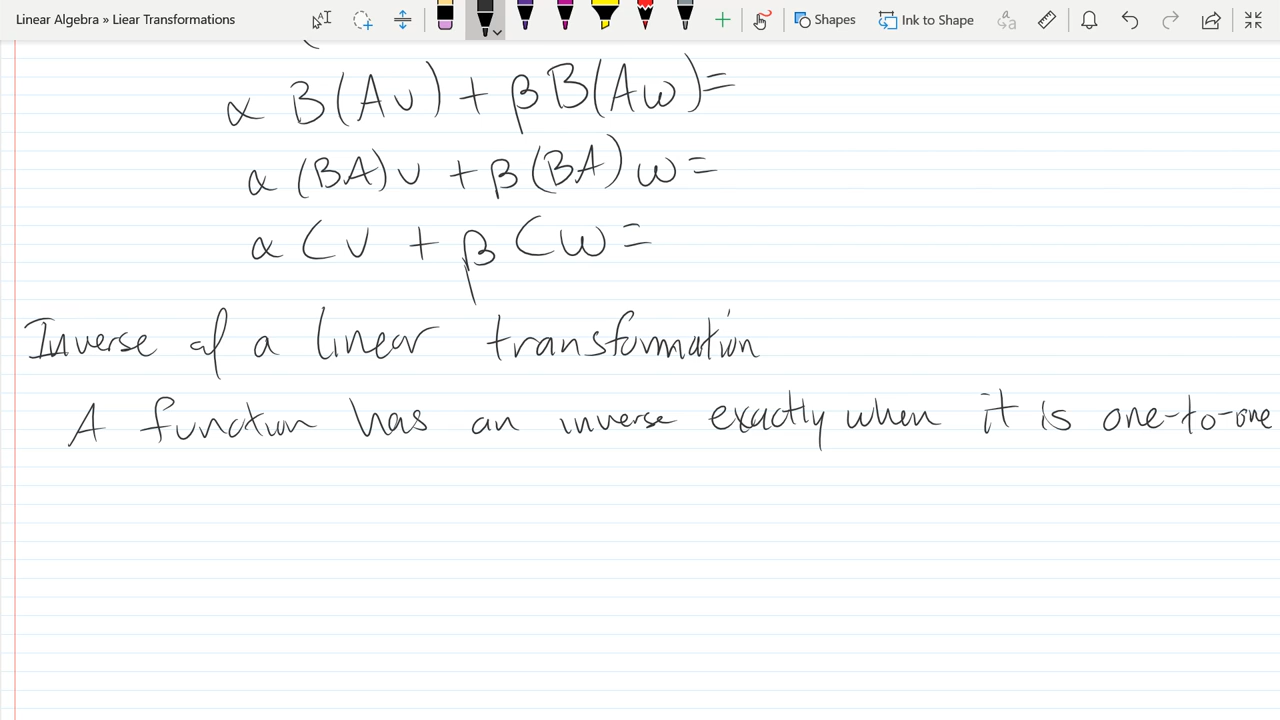 Linear Algebra » Liear Transformations
Shapes
Ink to Shape
α B(Av) + β B(Aw) =
α (BA)v + β (BA) w =
α Cv + β Cw =
Inverse of a linear transformation
A function has an inverse exactly when it is one-to-one